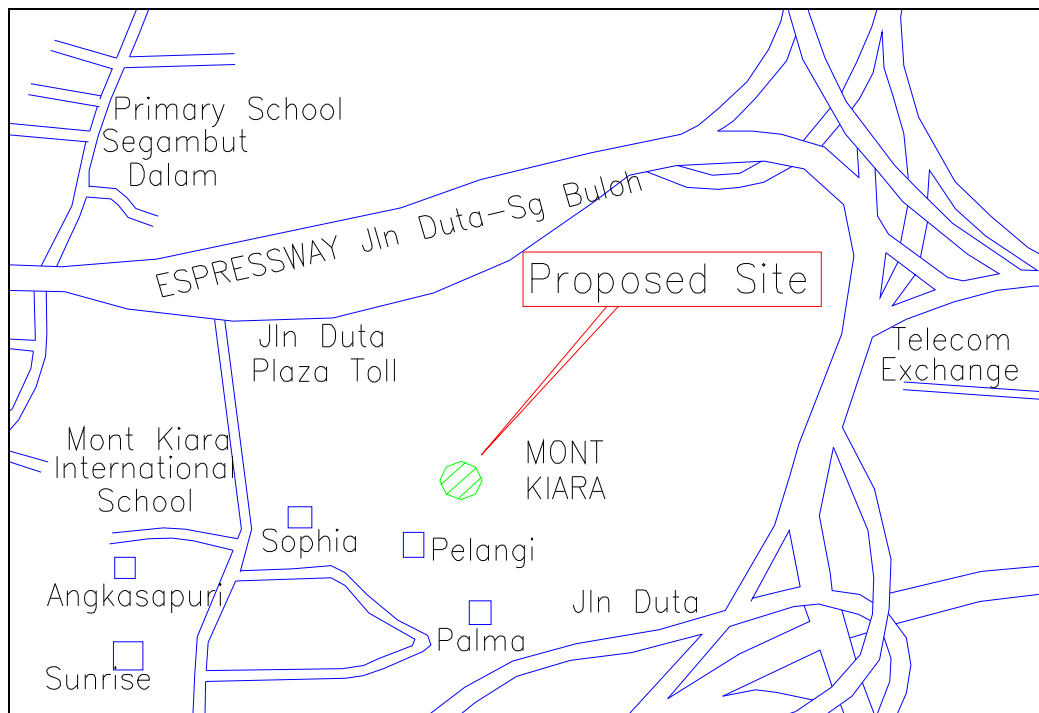 Primary School
Segambut
Dalam
ESPRESSWAY Jln Duta-Sg Buloh
Proposed Site
Jln Duta
Plaza Toll
Telecom
Exchange
Mont Kiara
International
School
MONT
KIARA
Sophia
Pelangi
Angkasapuri
Jln Duta
Palma
Sunrise